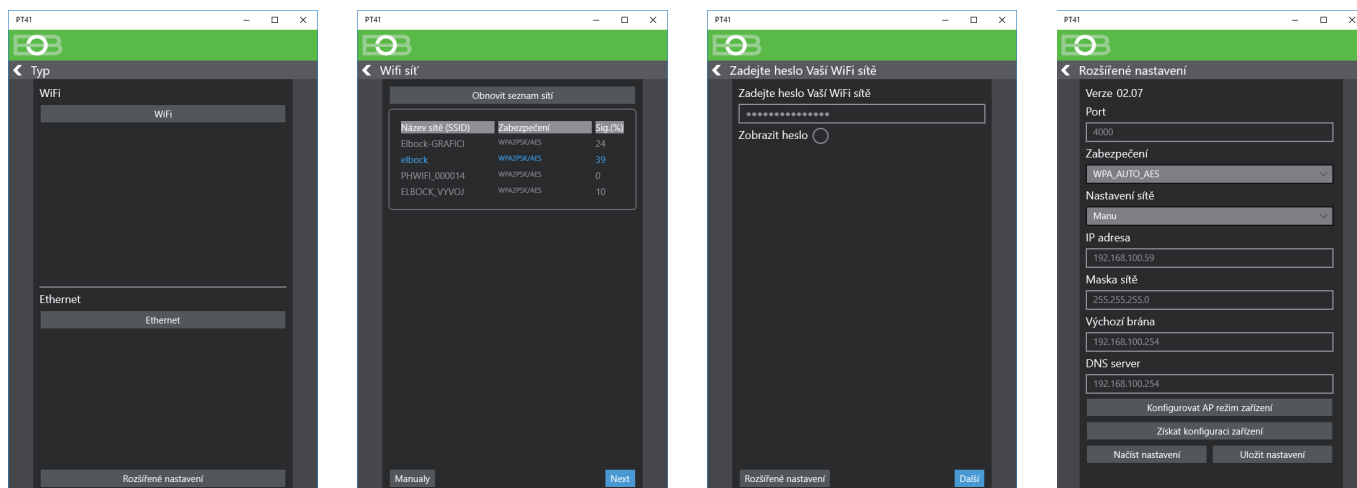 PT41
EOB
Typ
WiFi
WiFi
Ethernet
Ethernet
Rozšířené nastavení
PT41
EOB
Wifi síť
Obnovit seznam sítí
Název sítě (SSID) Zabezpečení Sig.(%)
Elbock-GRAFICI WPA2PSK/AES 24
elbock WPA2PSK/AES 39
PHWIFI_000014 WPA2PSK/AES 0
ELBOCK_VYVOJ WPA2PSK/AES 10
Manualy Next
PT41
EOB
Zadejte heslo Vaší WiFi sítě
Zadejte heslo Vaší WiFi sítě
Zobrazit heslo
Rozšířené nastavení Další
PT41
EOB
Rozšířené nastavení
Verze 02.07
Port
4000
Zabezpečení
WPA_AUTO_AES
Nastavení sítě
Manu
IP adresa
192.168.100.59
Maska sítě
255.255.255.0
Výchozí brána
192.168.100.254
DNS server
192.168.100.254
Konfigurovat AP režim zařízení
Získat konfiguraci zařízení
Načíst nastavení Uložit nastavení